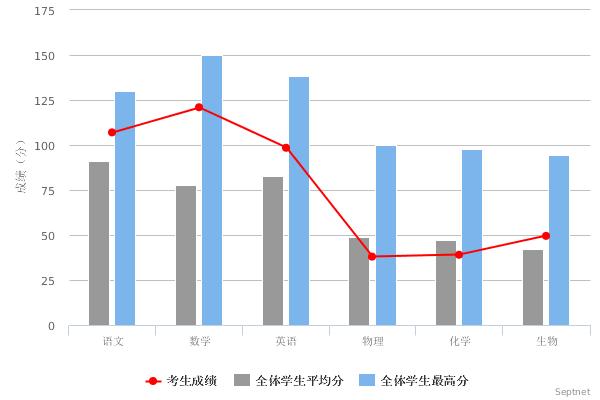 175
150
125
100
75
50
25
0
成绩（分）
语文 数学 英语 物理 化学 生物
考生成绩 全体学生平均分 全体学生最高分
Septnet